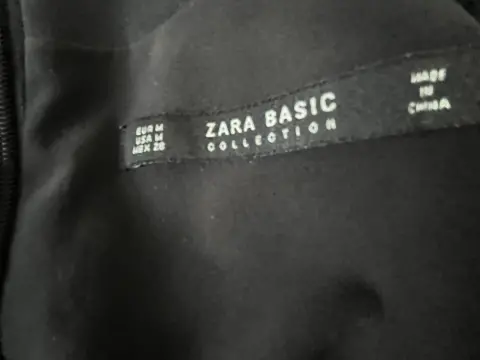 EUR M
USA M
MEX 28
ZARA BASIC
COLLECTION
MADE
IN
CHINA